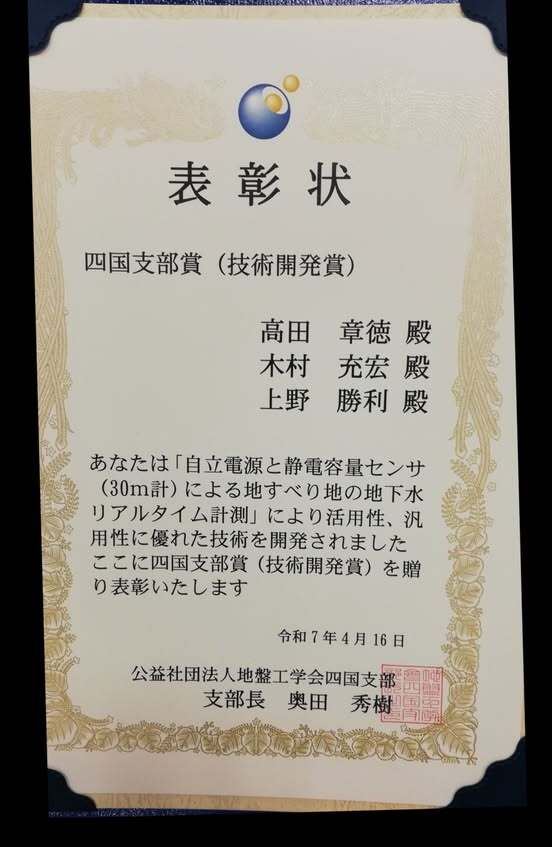 表彰状
四国支部賞（技術開発賞）
高田　章徳 殿
木村　充宏 殿
上野　勝利 殿
あなたは「自立電源と静電容量センサ
（30ｍ計）による地すべり地の地下水
リアルタイム計測」により活用性、汎
用性に優れた技術を開発されました
ここに四国支部賞（技術開発賞）を贈
り表彰いたします
令和７年４月16日
公益社団法人地盤工学会四国支部
支部長　奥田　秀樹